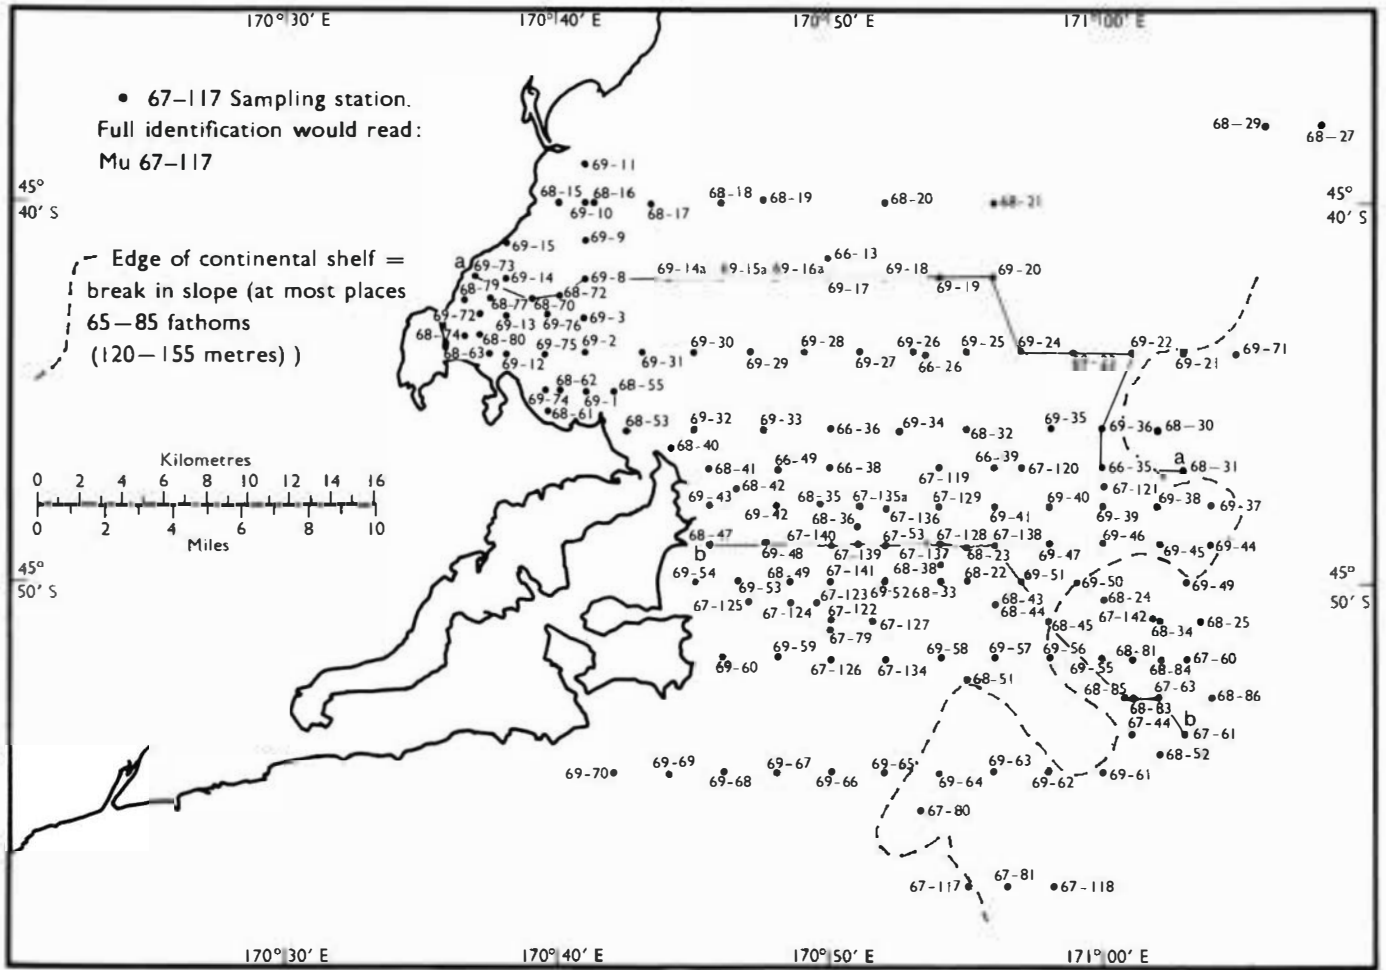 170° 30′ E 170° 40′ E 170° 50′ E 171° 00′ E
• 67–117 Sampling station.
Full identification would read:
Mu 67–117
68–29 68–27
69–11
45°
40′ S
45°
40′ S
68–15 68–16 69–10 68–17 68–18 68–19 68–20 68–21
69–15 69–9
Edge of continental shelf =
break in slope (at most places
65–85 fathoms
(120–155 metres) )
66–13
a 69–73 69–14 69–8 69–14a 69–15a 69–16a 69–17 69–18 69–19 69–20
68–79 68–77 68–70 68–72
69–72 69–13 69–76 69–3
68–74 68–80 69–75 69–2
68–63 69–12 69–31 69–30 69–29 69–28 69–27 69–26 66–26 69–25 69–24 69–22 69–21 69–71
69–74 68–62 69–1 68–55
68–61
68–53 69–32 69–33 66–36 69–34 68–32 69–35 69–36 68–30
68–40
68–41 66–49 66–38 67–119 66–39 67–120 66–35 a 68–31
Kilometres
0 2 4 6 8 10 12 14 16
0 2 4 6 8 10
Miles
68–42 67–121
69–43 69–42 68–35 67–135a 67–136 67–129 69–41 69–40 69–39 69–38 69–37
68–36
68–47 b 69–48 67–140 67–139 67–53 67–137 67–128 68–23 67–138 69–47 69–46 69–45 69–44
68–38
45°
50′ S
45°
50′ S
69–54 69–53 68–49 67–141 69–52 68–33 68–22 69–51 69–50 69–49
67–125 67–124 67–123 68–43 68–24
67–122 67–127 68–44 68–45 67–142 68–34 68–25
67–79
69–60 69–59 67–126 67–134 69–58 69–57 69–56 69–55 68–81 68–84 67–60
68–51
68–85 68–83 67–63 68–86
67–44 b 67–61
68–52
69–70 69–69 69–68 69–67 69–66 69–65 69–64 69–63 69–62 69–61
67–80
67–117 67–81 67–118
170° 30′ E 170° 40′ E 170° 50′ E 171° 00′ E